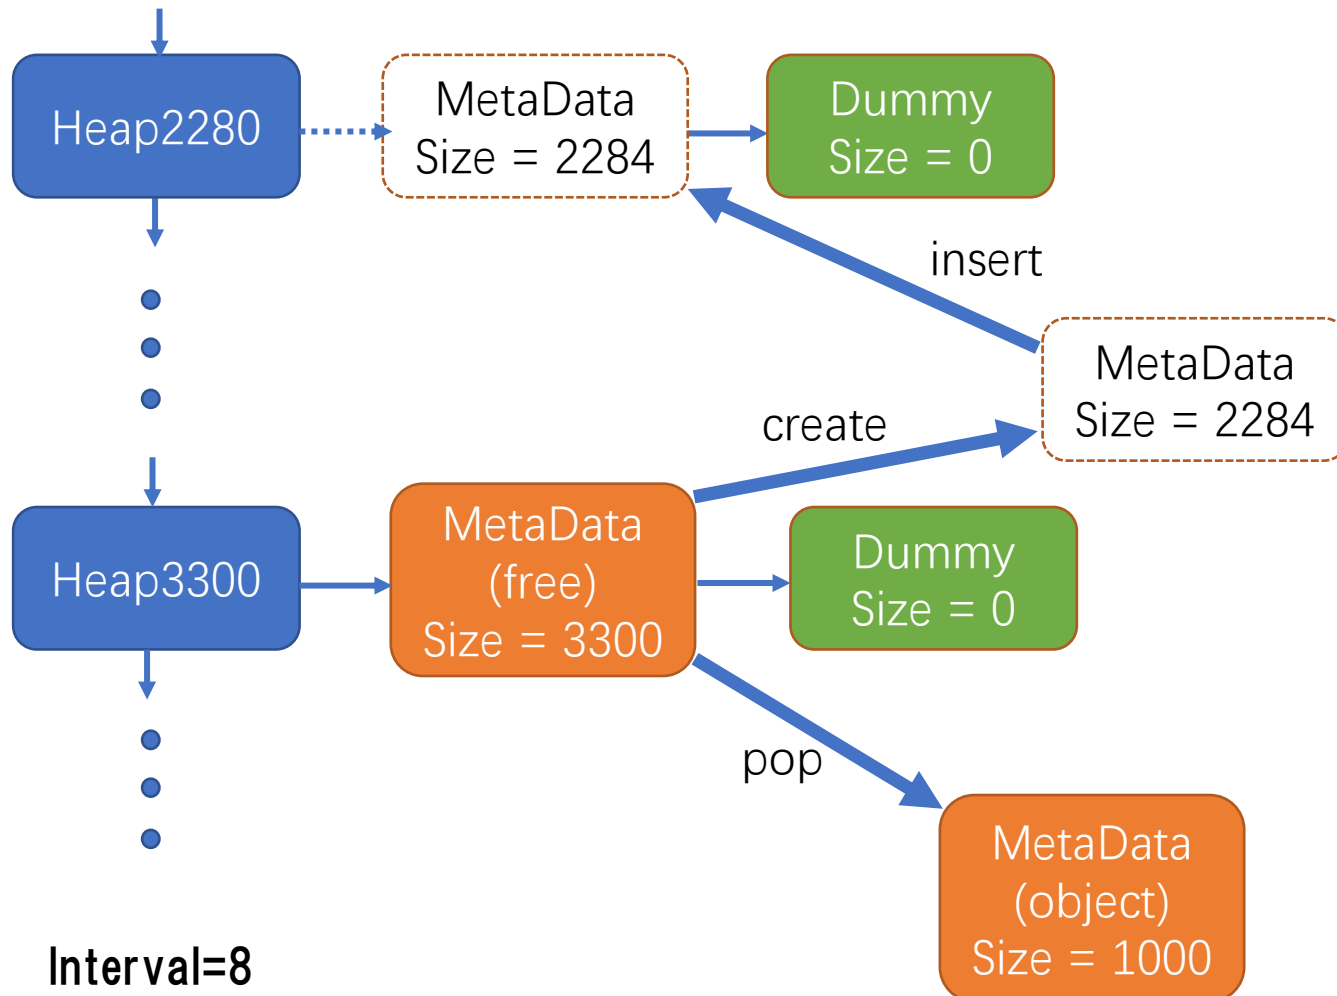 Heap2280
MetaData
Size = 2284
Dummy
Size = 0
insert
MetaData
Size = 2284
create
Heap3300
MetaData
(free)
Size = 3300
Dummy
Size = 0
pop
MetaData
(object)
Size = 1000
Interval=8